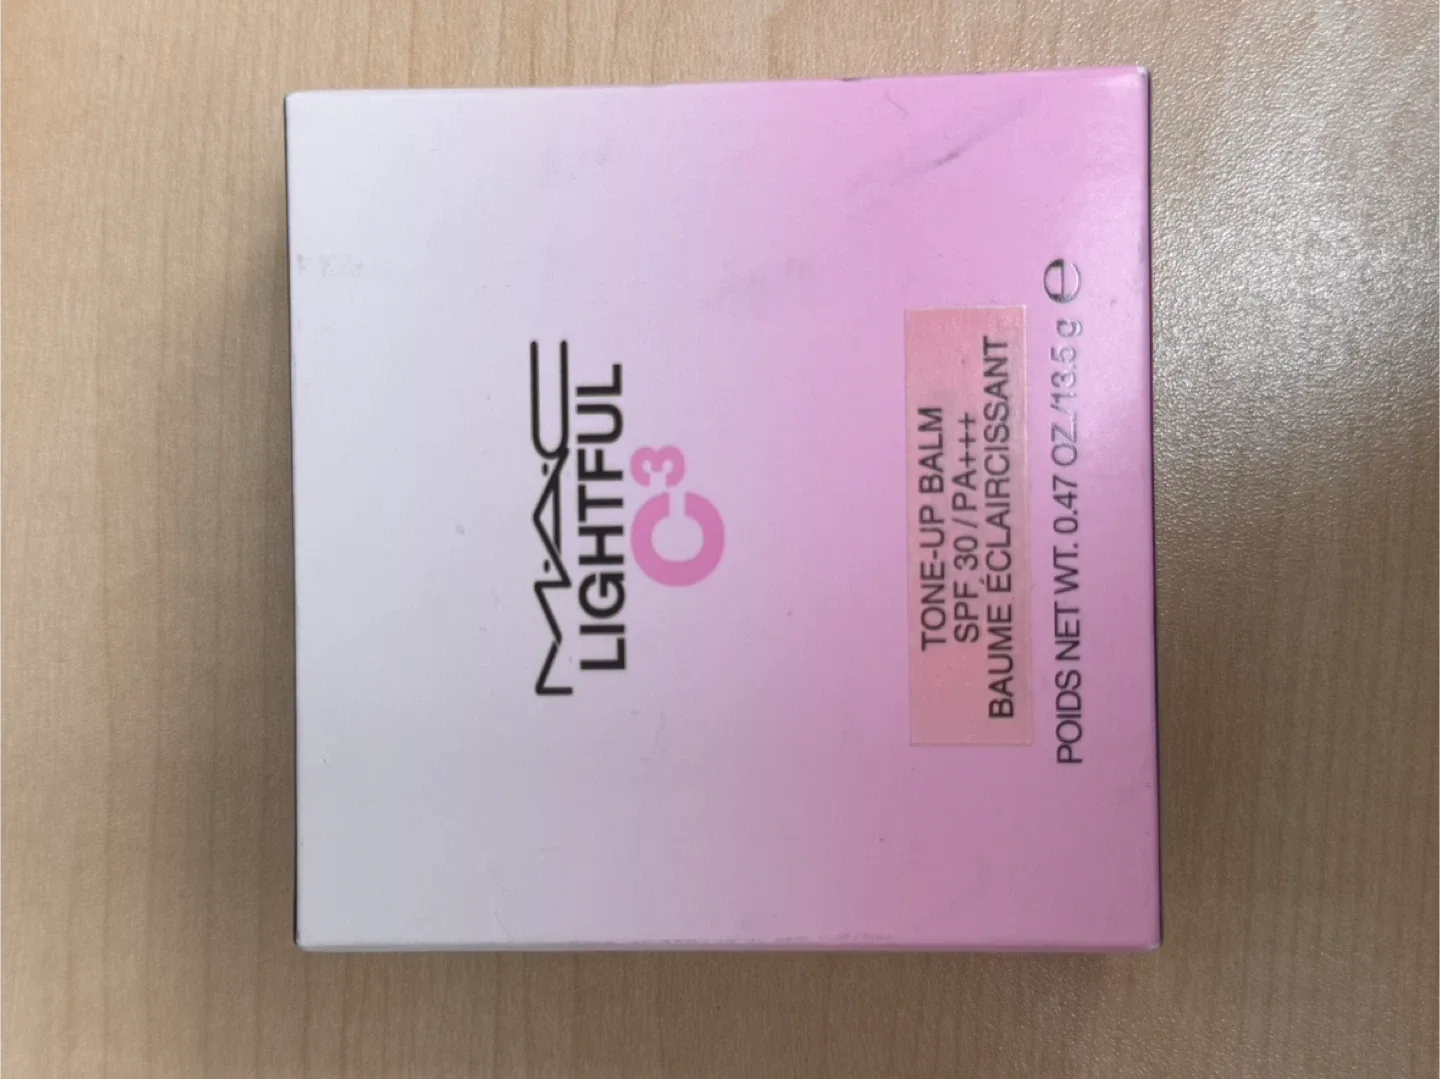 M·A·C
LIGHTFUL
C³
TONE-UP BALM
SPF 30 / PA+++
BAUME ÉCLAIRCISSANT
POIDS NET WT. 0.47 OZ./13.5 g ℮